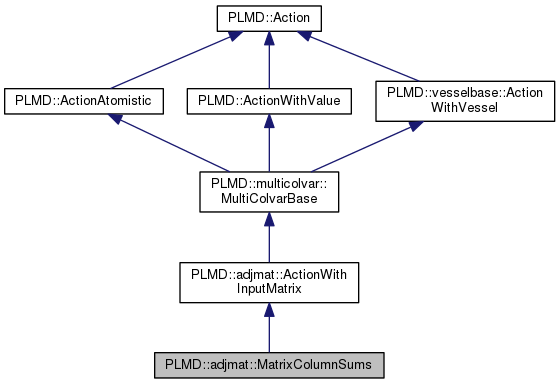 PLMD::Action
PLMD::ActionAtomistic
PLMD::ActionWithValue
PLMD::vesselbase::Action
WithVessel
PLMD::multicolvar::
MultiColvarBase
PLMD::adjmat::ActionWith
InputMatrix
PLMD::adjmat::MatrixColumnSums